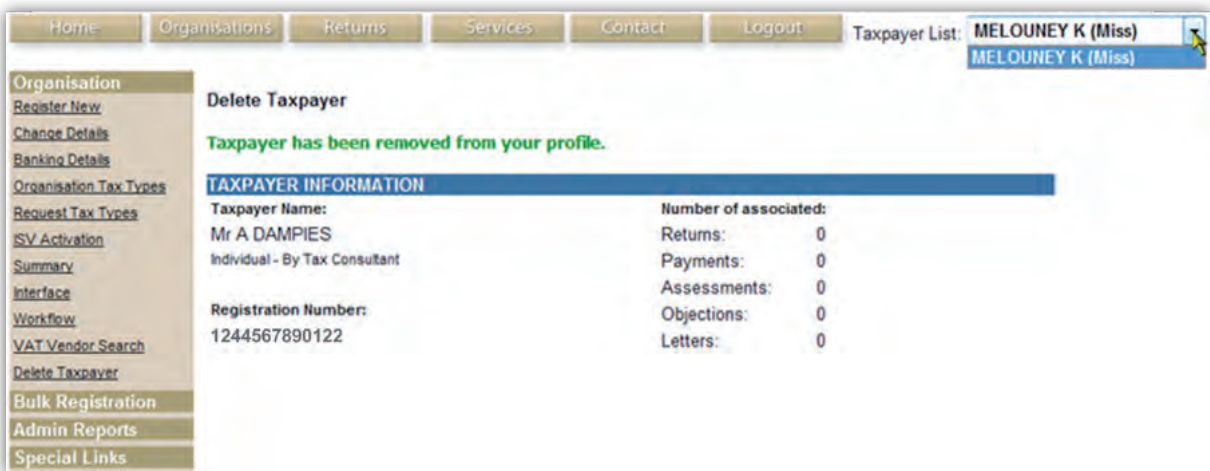 Home Organisations Returns Services Contact Logout Taxpayer List: MELOUNEY K (Miss)
MELOUNEY K (Miss)
Organisation
Register New
Change Details
Banking Details
Organisation Tax Types
Request Tax Types
ISV Activation
Summary
Interface
Workflow
VAT Vendor Search
Delete Taxpayer
Bulk Registration
Admin Reports
Special Links
Delete Taxpayer
Taxpayer has been removed from your profile.
TAXPAYER INFORMATION
Taxpayer Name:
Mr A DAMPIES
Individual - By Tax Consultant
Registration Number:
1244567890122
Number of associated:
Returns: 0
Payments: 0
Assessments: 0
Objections: 0
Letters: 0